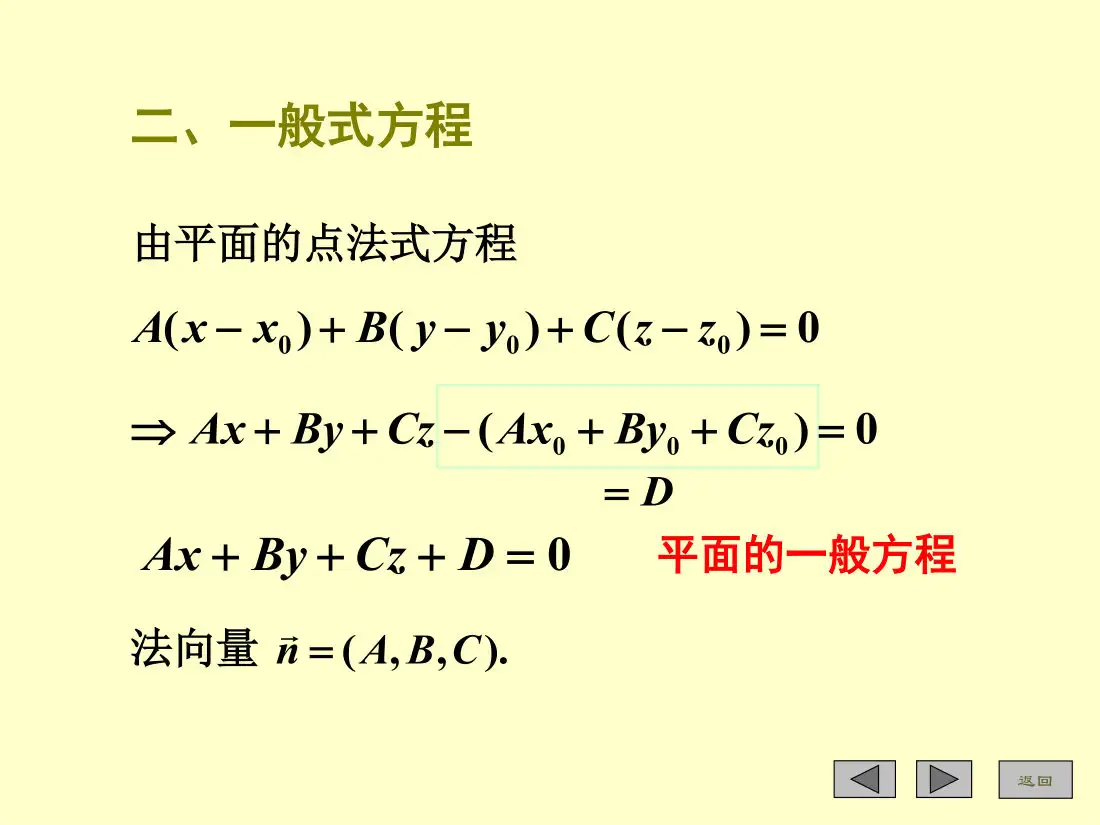 二、一般式方程
由平面的点法式方程
A(x − x₀) + B(y − y₀) + C(z − z₀) = 0
⇒ Ax + By + Cz − (Ax₀ + By₀ + Cz₀) = 0
= D
Ax + By + Cz + D = 0 平面的一般方程
法向量 n⃗ = (A, B, C).
返回